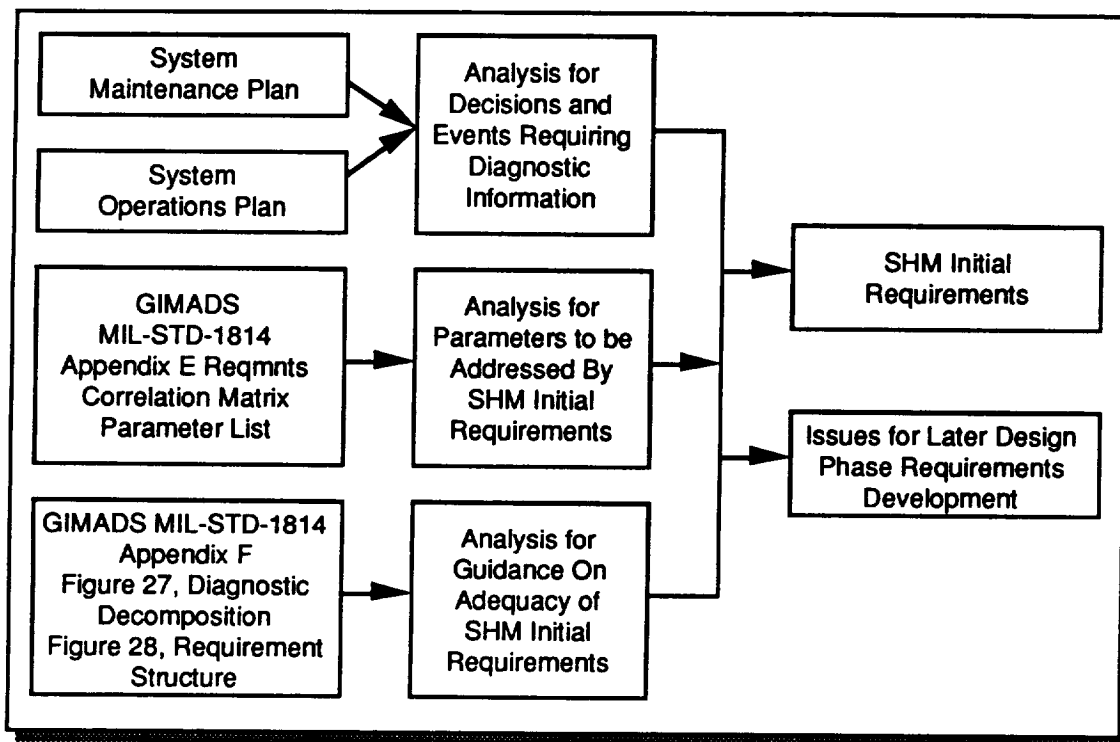 System
Maintenance Plan
System
Operations Plan
Analysis for
Decisions and
Events Requiring
Diagnostic
Information
GIMADS
MIL-STD-1814
Appendix E Reqmnts
Correlation Matrix
Parameter List
Analysis for
Parameters to be
Addressed By
SHM Initial
Requirements
GIMADS MIL-STD-1814
Appendix F
Figure 27, Diagnostic
Decomposition
Figure 28, Requirement
Structure
Analysis for
Guidance On
Adequacy of
SHM Initial
Requirements
SHM Initial
Requirements
Issues for Later Design
Phase Requirements
Development